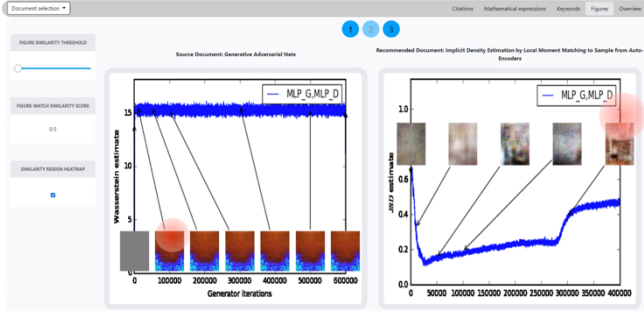 Document selection
Citations Mathematical expressions Keywords Figures Overview
1 2 3
FIGURE SIMILARITY THRESHOLD
FIGURE MATCH SIMILARITY SCORE
0.5
SIMILARITY REGION HEATMAP
Source Document: Generative Adversarial Nets
MLP_G,MLP_D
Wasserstein estimate
15
10
5
0
0 100000 200000 300000 400000 500000 600000
Generator iterations
Recommended Document: Implicit Density Estimation by Local Moment Matching to Sample from Auto-
Encoders
MLP_G,MLP_D
JSD estimate
1.0
0.6
0.4
0.2
0.0
0 50000 100000 150000 200000 250000 300000 350000 400000